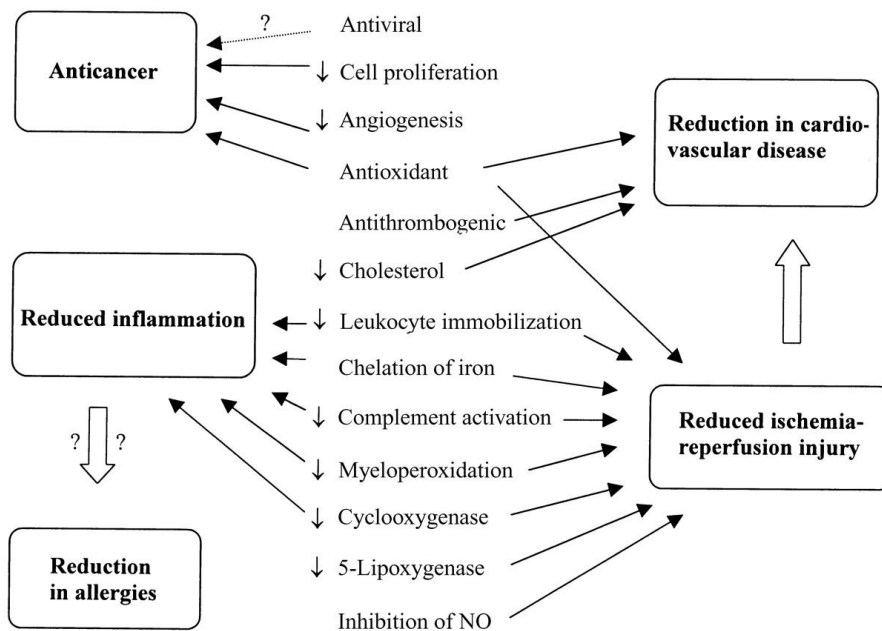 ?
Antiviral
Anticancer
↓ Cell proliferation
↓ Angiogenesis
Reduction in cardio-
vascular disease
Antioxidant
Antithrombogenic
↓ Cholesterol
Reduced inflammation
↓ Leukocyte immobilization
Chelation of iron
↓ Complement activation
Reduced ischemia-
reperfusion injury
? ?
↓ Myeloperoxidation
↓ Cyclooxygenase
↓ 5-Lipoxygenase
Reduction
in allergies
Inhibition of NO